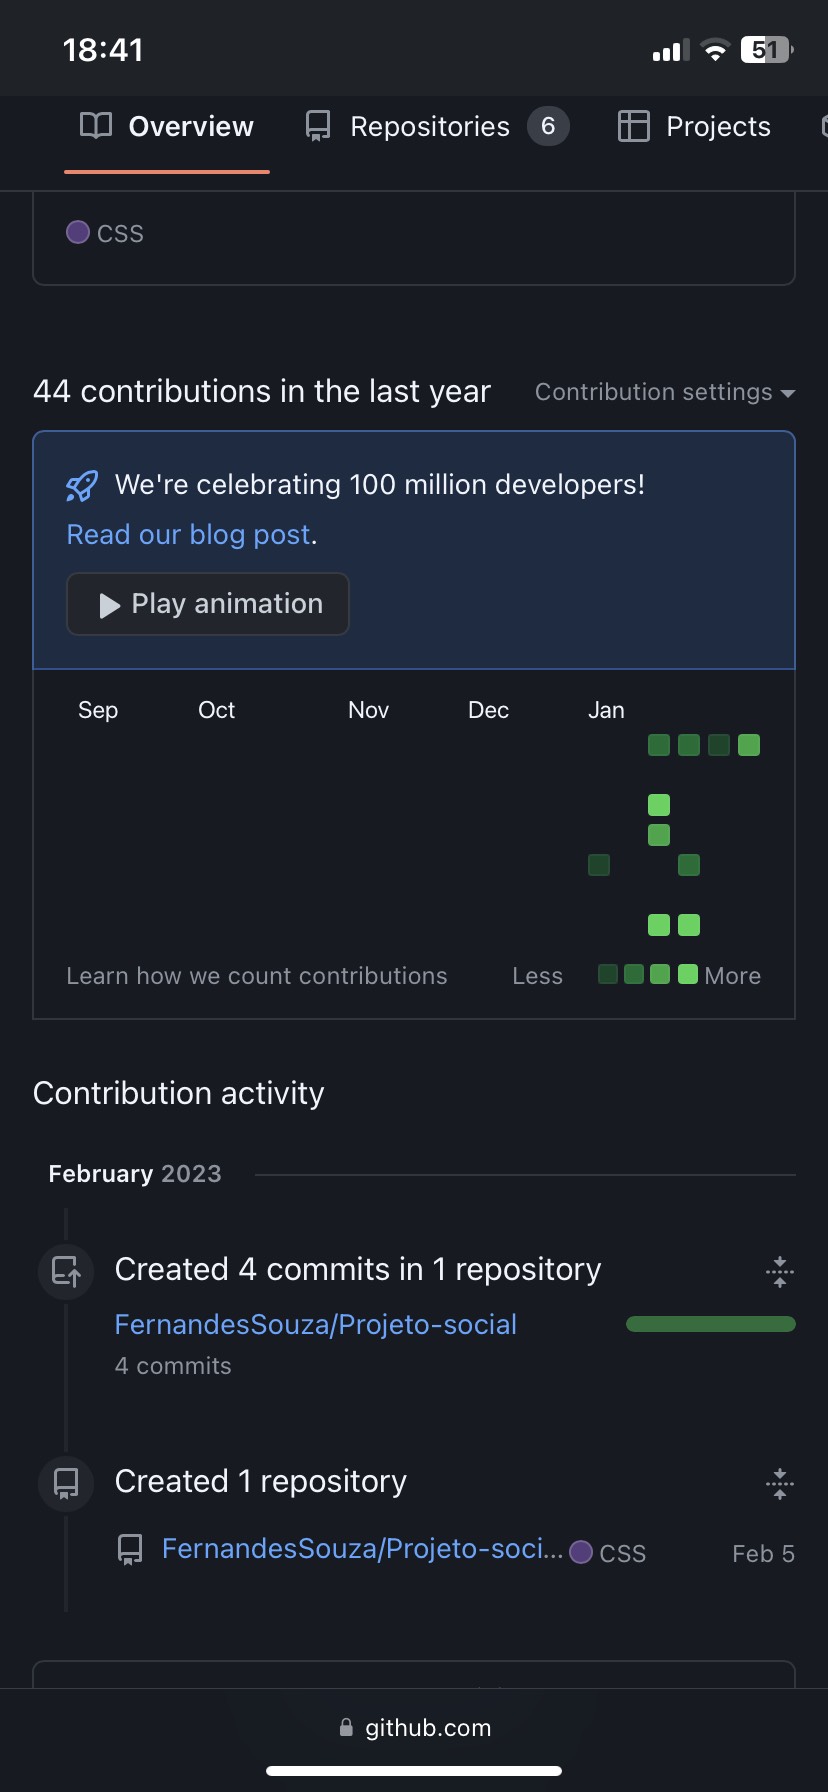 18:41
51
Overview
Repositories 6
Projects
CSS
44 contributions in the last year
Contribution settings
We're celebrating 100 million developers!
Read our blog post.
Play animation
Sep Oct Nov Dec Jan
Learn how we count contributions
Less More
Contribution activity
February 2023
Created 4 commits in 1 repository
FernandesSouza/Projeto-social
4 commits
Created 1 repository
FernandesSouza/Projeto-soci... CSS Feb 5
github.com